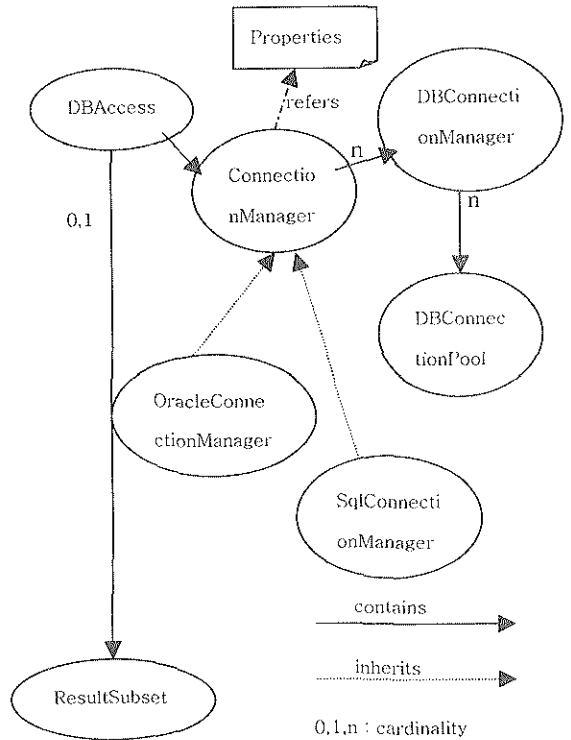 Properties
DBAccess
refers
DBConnecti
onManager
n
Connectio
nManager
n
0,1
DBConnec
tionPool
OracleConne
ctionManager
SqlConnecti
onManager
contains
inherits
ResultSubset
0,1,n : cardinality